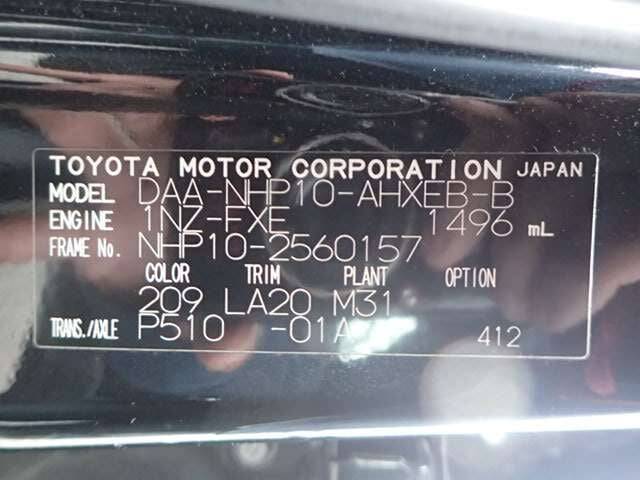 TOYOTA MOTOR CORPORATION JAPAN
MODEL DAA-NHP10-AHXEB-B
ENGINE 1NZ-FXE 1496 mL
FRAME No. NHP10-2560157
COLOR TRIM PLANT OPTION
209 LA20 M31
TRANS./AXLE P510 -01A 412